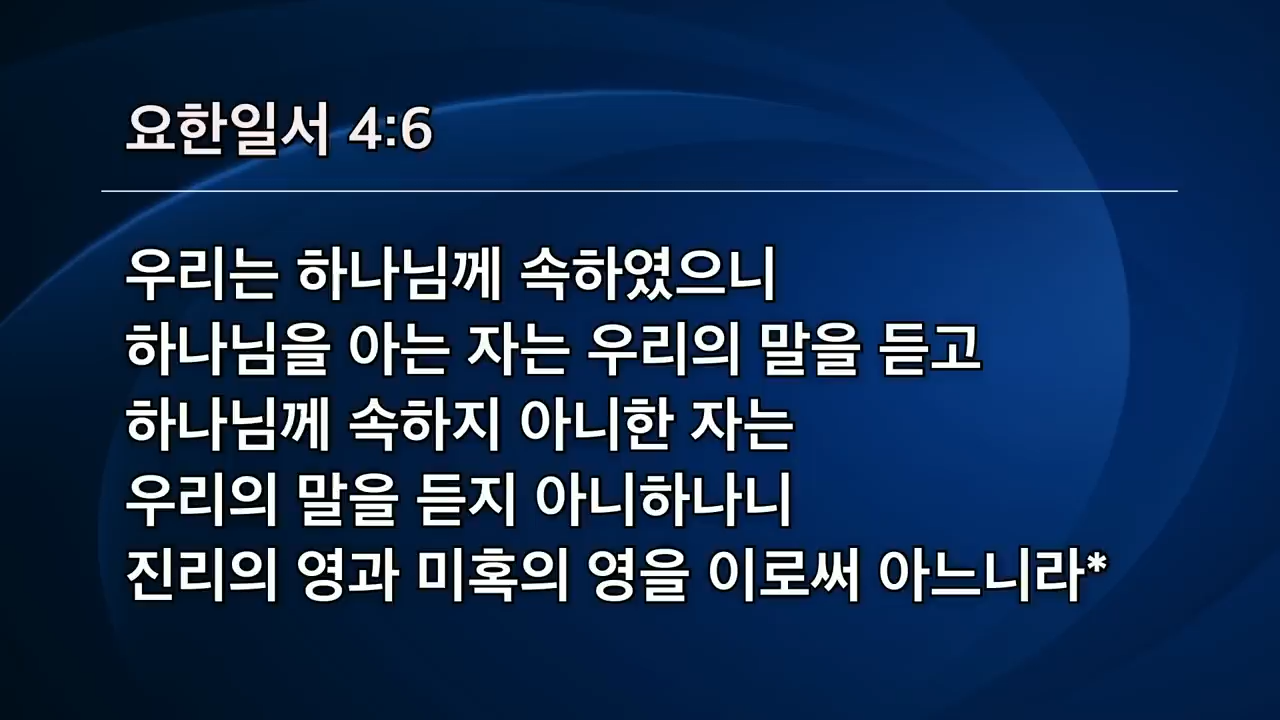 요한일서 4:6
우리는 하나님께 속하였으니
하나님을 아는 자는 우리의 말을 듣고
하나님께 속하지 아니한 자는
우리의 말을 듣지 아니하나니
진리의 영과 미혹의 영을 이로써 아느니라*